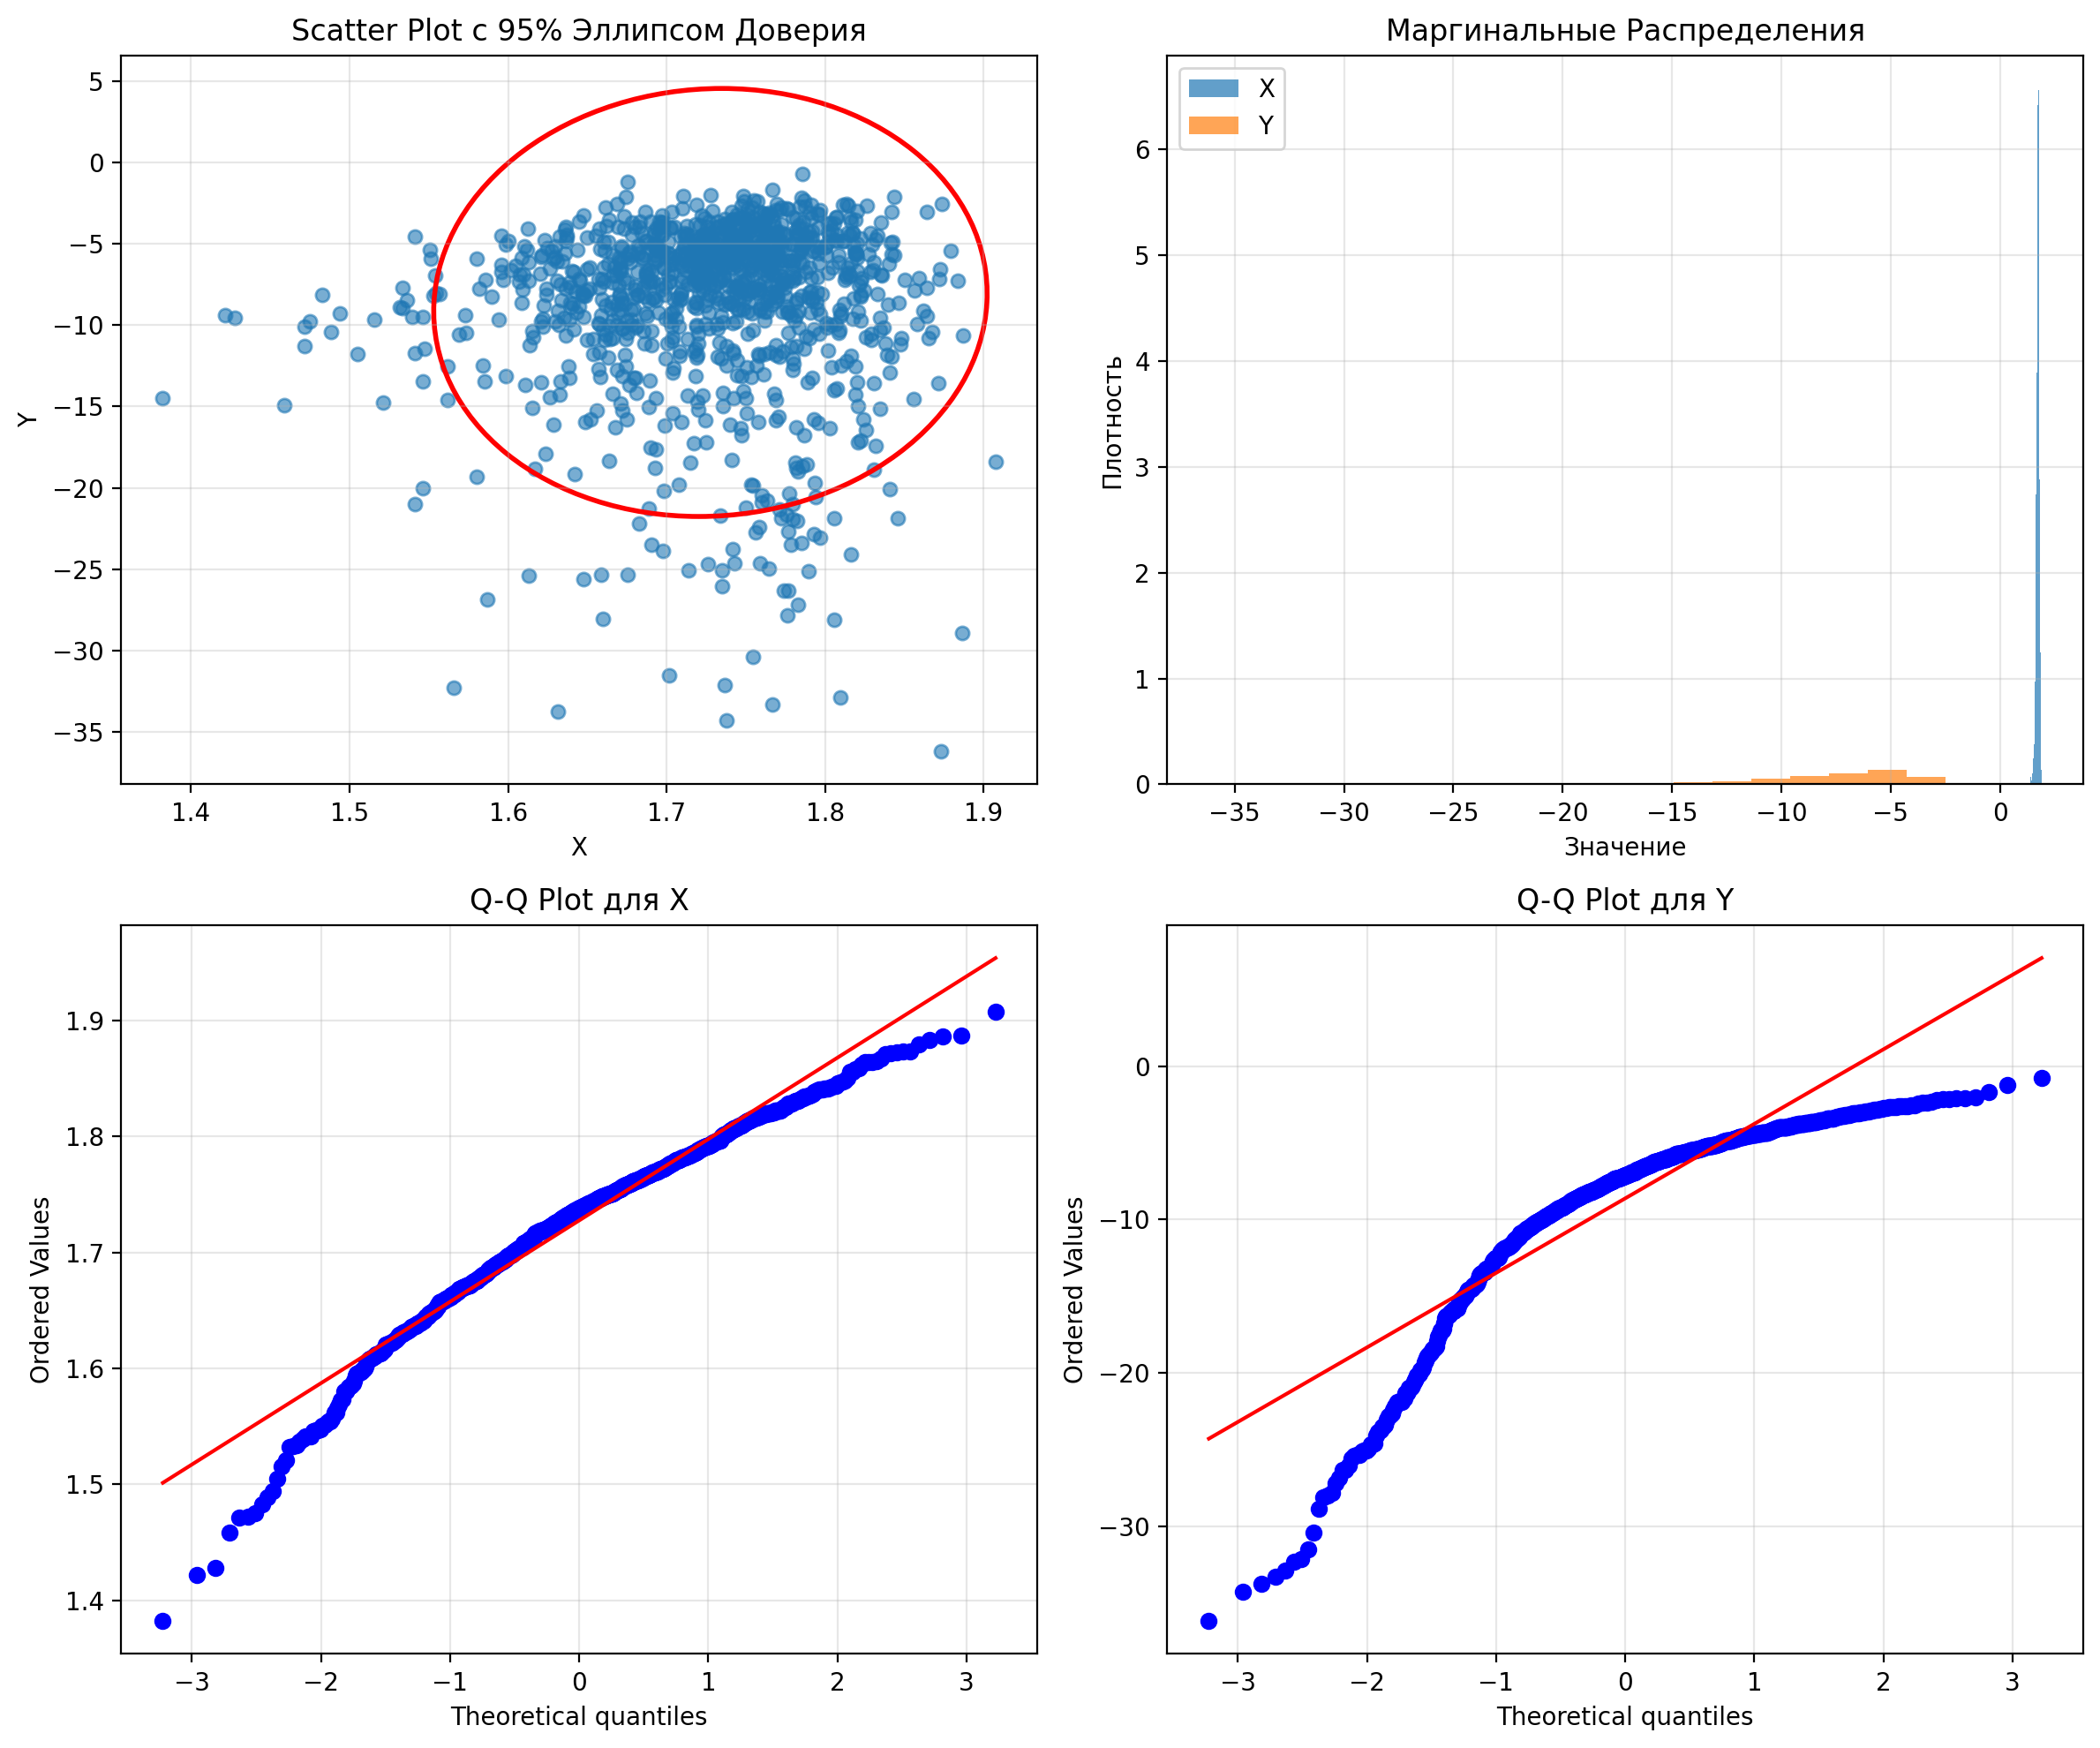 Scatter Plot с 95% Эллипсом Доверия
5
0
−5
−10
−15
−20
−25
−30
−35
Y
1.4 1.5 1.6 1.7 1.8 1.9
X
Маргинальные Распределения
X
Y
6
5
4
3
2
1
0
Плотность
−35 −30 −25 −20 −15 −10 −5 0
Значение
Q-Q Plot для X
1.9
1.8
1.7
1.6
1.5
1.4
Ordered Values
−3 −2 −1 0 1 2 3
Theoretical quantiles
Q-Q Plot для Y
0
−10
−20
−30
Ordered Values
−3 −2 −1 0 1 2 3
Theoretical quantiles